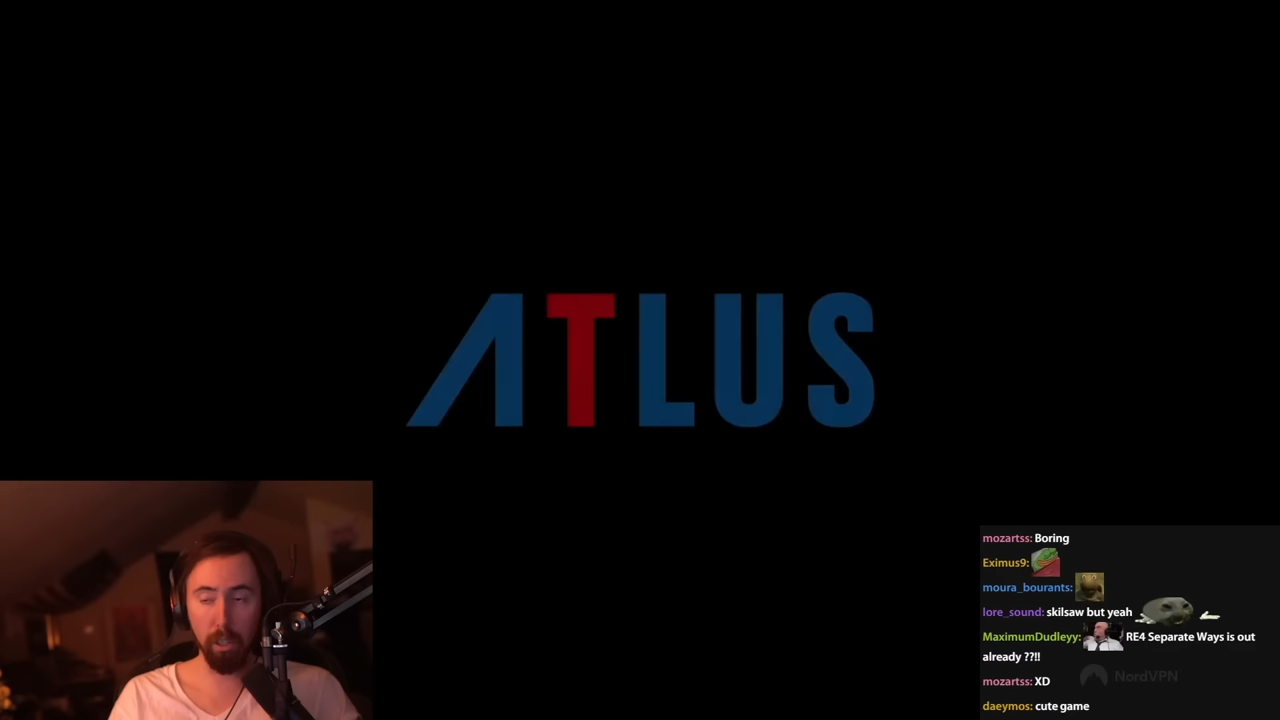 ATLUS
mozartss: Boring
Eximus9:
moura_bourants:
lore_sound: skilsaw but yeah
MaximumDudleyy: RE4 Separate Ways is out
already ??!!
mozartss: XD
NordVPN
daeymos: cute game